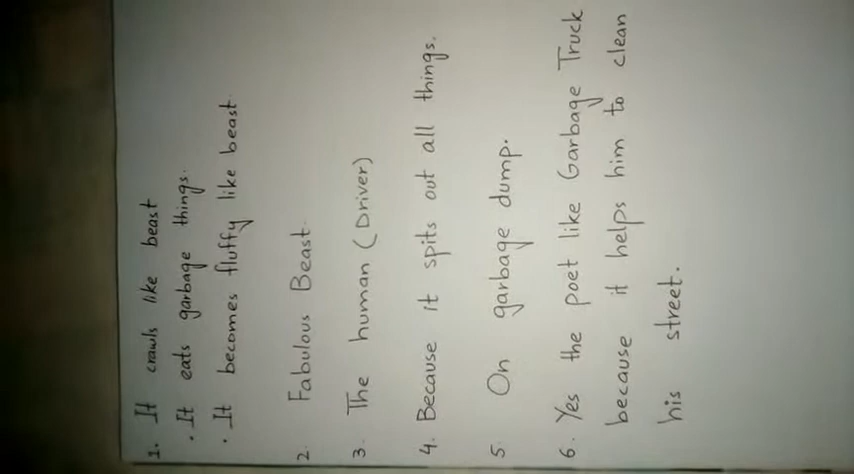 1. It crawls like beast
· It eats garbage things.
· It becomes fluffy like beast.
2. Fabulous Beast.
3. The human (Driver)
4. Because it spits out all things.
5. On garbage dump.
6. Yes the poet like Garbage Truck
because it helps him to clean
his street.